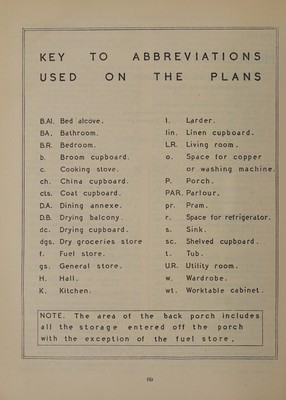 KEY TO ABBREVIATIONS
USED ON THE PLANS
B.Al. Bed alcove.
BA. Bathroom.
B.R. Bedroom.
b. Broom cupboard.
c. Cooking stove.
ch. China cupboard.
cts. Coat cupboard.
D.A. Dining annexe.
D.B. Drying balcony.
dc. Drying cupboard.
dgs. Dry groceries store
f. Fuel store.
gs. General store.
H. Hall.
K. Kitchen.
l. Larder.
lin. Linen cupboard.
L.R. Living room.
o. Space for copper
or washing machine.
P. Porch.
PAR. Parlour.
pr. Pram.
r. Space for refrigerator.
s. Sink.
sc. Shelved cupboard.
t. Tub.
U.R. Utility room.
w. Wardrobe.
wt. Worktable cabinet.
NOTE. The area of the back porch includes
all the storage entered off the porch
with the exception of the fuel store.